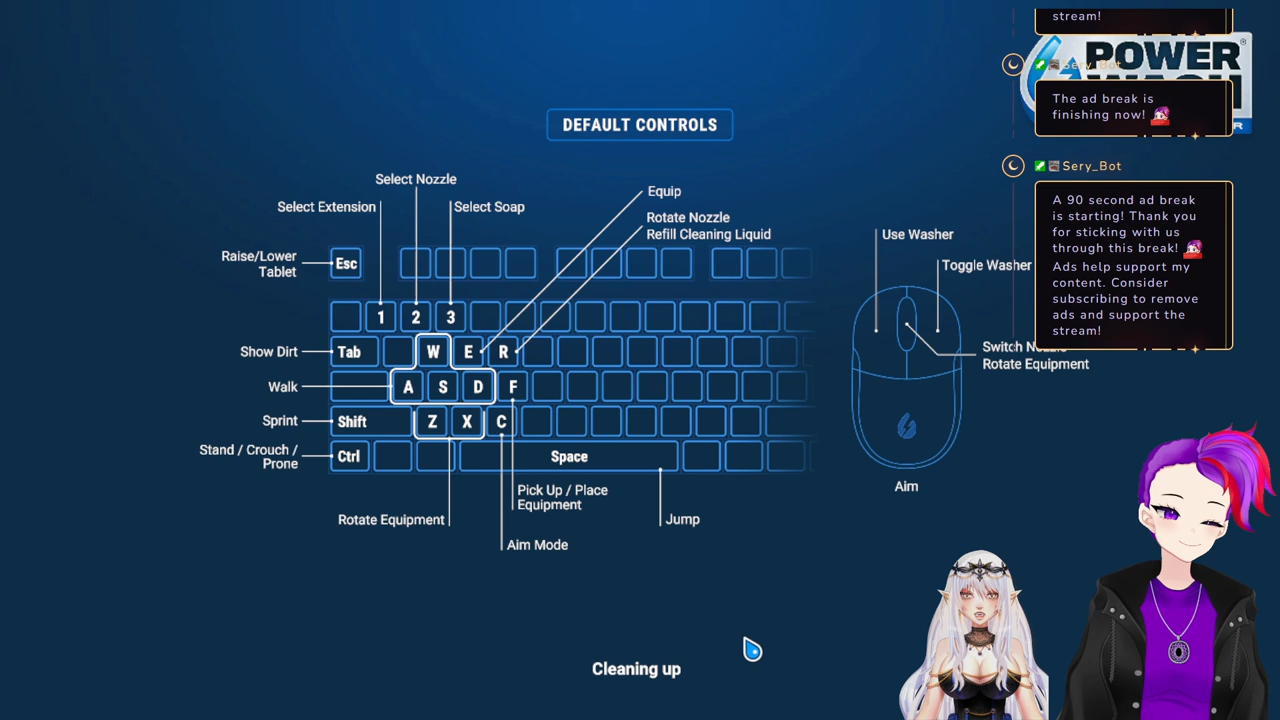 DEFAULT CONTROLS
Select Nozzle
Select Extension
Select Soap
Equip
Rotate Nozzle
Refill Cleaning Liquid
Raise/Lower
Tablet
Esc
1
2
3
Show Dirt
Tab
W
E
R
Walk
A
S
D
F
Sprint
Shift
Z
X
C
Stand / Crouch /
Prone
Ctrl
Space
Pick Up / Place
Equipment
Rotate Equipment
Jump
Aim Mode
Use Washer
Toggle Washer
Switch Nozzle
Rotate Equipment
Aim
Cleaning up
stream!
POWER
WASH
®
R
Sery_Bot
The ad break is
finishing now!
Sery_Bot
A 90 second ad break
is starting! Thank you
for sticking with us
through this break!
Ads help support my
content. Consider
subscribing to remove
ads and support the
stream!